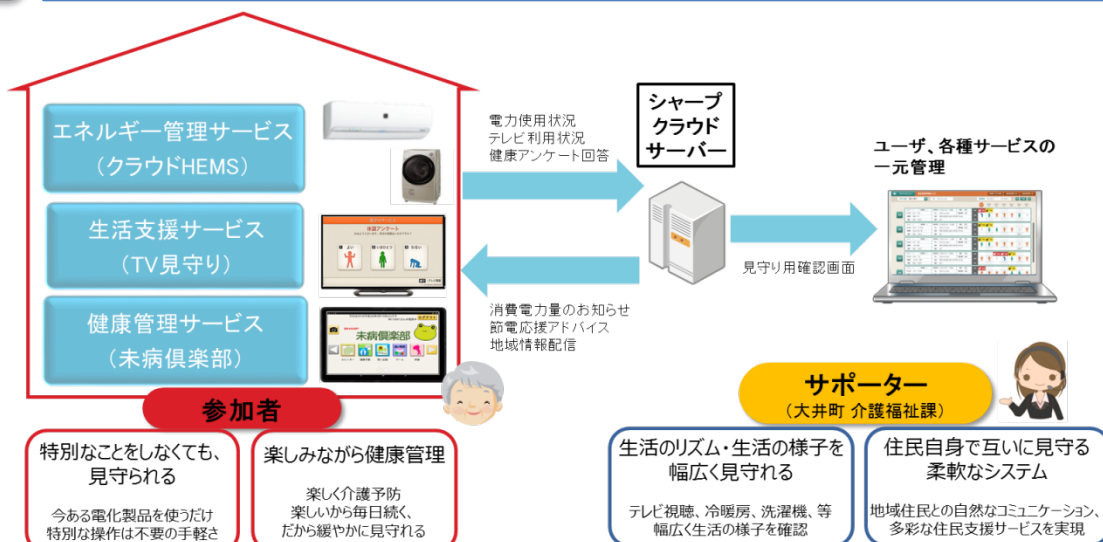 エネルギー管理サービス
（クラウドHEMS）
生活支援サービス
（TV見守り）
健康管理サービス
（未病倶楽部）
体調アンケート
未病倶楽部
参加者
電力使用状況
テレビ利用状況
健康アンケート回答
消費電力量のお知らせ
節電応援アドバイス
地域情報配信
シャープ
クラウド
サーバー
見守り用確認画面
ユーザ、各種サービスの
一元管理
サポーター
（大井町 介護福祉課）
特別なことをしなくても、
見守られる
今ある電化製品を使うだけ
特別な操作は不要の手軽さ
楽しみながら健康管理
楽しく介護予防
楽しいから毎日続く、
だから緩やかに見守れる
生活のリズム・生活の様子を
幅広く見守れる
テレビ視聴、冷暖房、洗濯機、等
幅広く生活の様子を確認
住民自身で互いに見守る
柔軟なシステム
地域住民との自然なコミュニケーション、
多彩な住民支援サービスを実現